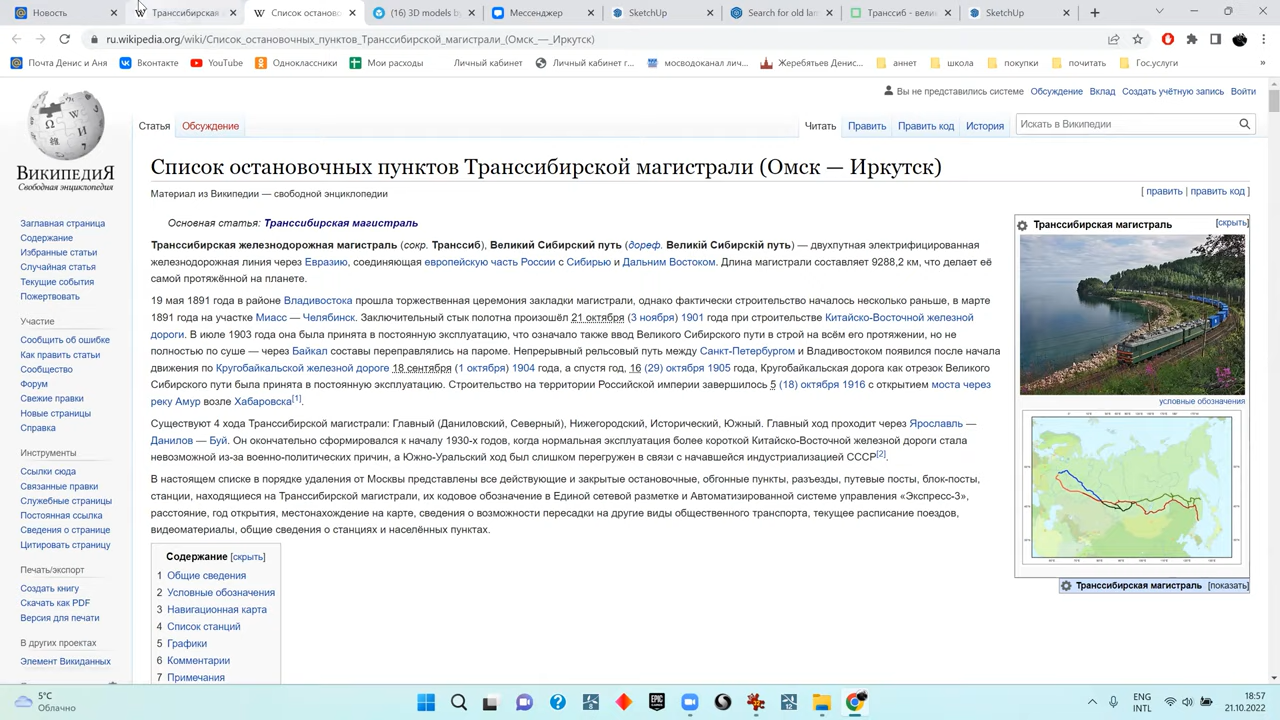 Новость
Транссибирская
Список остановоч
(16) 3D models
Мессенджер
SketchUp
Search for old lam
Транссиб - велик
SketchUp
ru.wikipedia.org/wiki/Список_остановочных_пунктов_Транссибирской_магистрали_(Омск_—_Иркутск)
Почта Денис и Аня
Вконтакте
YouTube
Одноклассники
Мои расходы
Личный кабинет
Личный кабинет г...
мосводоканал лич...
Жеребятьев Денис...
аннет
школа
покупки
почитать
Гос.услуги
»
Вы не представились системе Обсуждение Вклад Создать учётную запись Войти
Статья Обсуждение
Читать Править Править код История
Искать в Википедии
ВикипедиЯ
Свободная энциклопедия
Список остановочных пунктов Транссибирской магистрали (Омск — Иркутск)
Материал из Википедии — свободной энциклопедии
[ править | править код ]
Основная статья: Транссибирская магистраль
Транссибирская железнодорожная магистраль (сокр. Транссиб), Великий Сибирский путь (дореф. Великій Сибирскій путь) — двухпутная электрифицированная
железнодорожная линия через Евразию, соединяющая европейскую часть России с Сибирью и Дальним Востоком. Длина магистрали составляет 9288,2 км, что делает её
самой протяжённой на планете.
19 мая 1891 года в районе Владивостока прошла торжественная церемония закладки магистрали, однако фактически строительство началось несколько раньше, в марте
1891 года на участке Миасс — Челябинск. Заключительный стык полотна произошёл 21 октября (3 ноября) 1901 года при строительстве Китайско-Восточной железной
дороги. В июле 1903 года она была принята в постоянную эксплуатацию, что означало также ввод Великого Сибирского пути в строй на всём его протяжении, но не
полностью по суше — через Байкал составы переправлялись на пароме. Непрерывный рельсовый путь между Санкт-Петербургом и Владивостоком появился после начала
движения по Кругобайкальской железной дороге 18 сентября (1 октября) 1904 года, а спустя год, 16 (29) октября 1905 года, Кругобайкальская дорога как отрезок Великого
Сибирского пути была принята в постоянную эксплуатацию. Строительство на территории Российской империи завершилось 5 (18) октября 1916 с открытием моста через
реку Амур возле Хабаровска[1].
Существуют 4 хода Транссибирской магистрали: Главный (Даниловский, Северный), Нижегородский, Исторический, Южный. Главный ход проходит через Ярославль —
Данилов — Буй. Он окончательно сформировался к началу 1930-х годов, когда нормальная эксплуатация более короткой Китайско-Восточной железной дороги стала
невозможной из-за военно-политических причин, а Южно-Уральский ход был слишком перегружен в связи с начавшейся индустриализацией СССР[2].
В настоящем списке в порядке удаления от Москвы представлены все действующие и закрытые остановочные, обгонные пункты, разъезды, путевые посты, блок-посты,
станции, находящиеся на Транссибирской магистрали, их кодовое обозначение в Единой сетевой разметке и Автоматизированной системе управления «Экспресс-3»,
расстояние, год открытия, местонахождение на карте, сведения о возможности пересадки на другие виды общественного транспорта, текущее расписание поездов,
видеоматериалы, общие сведения о станциях и населённых пунктах.
Содержание [скрыть]
1 Общие сведения
2 Условные обозначения
3 Навигационная карта
4 Список станций
5 Графики
6 Комментарии
7 Примечания
Транссибирская магистраль [скрыть]
условные обозначения
Транссибирская магистраль [показать]
Заглавная страница
Содержание
Избранные статьи
Случайная статья
Текущие события
Пожертвовать
Участие
Сообщить об ошибке
Как править статьи
Сообщество
Форум
Свежие правки
Новые страницы
Справка
Инструменты
Ссылки сюда
Связанные правки
Служебные страницы
Постоянная ссылка
Сведения о странице
Цитировать страницу
Печать/экспорт
Создать книгу
Скачать как PDF
Версия для печати
В других проектах
Элемент Викиданных
5°C
Облачно
ENG
INTL
18:57
21.10.2022